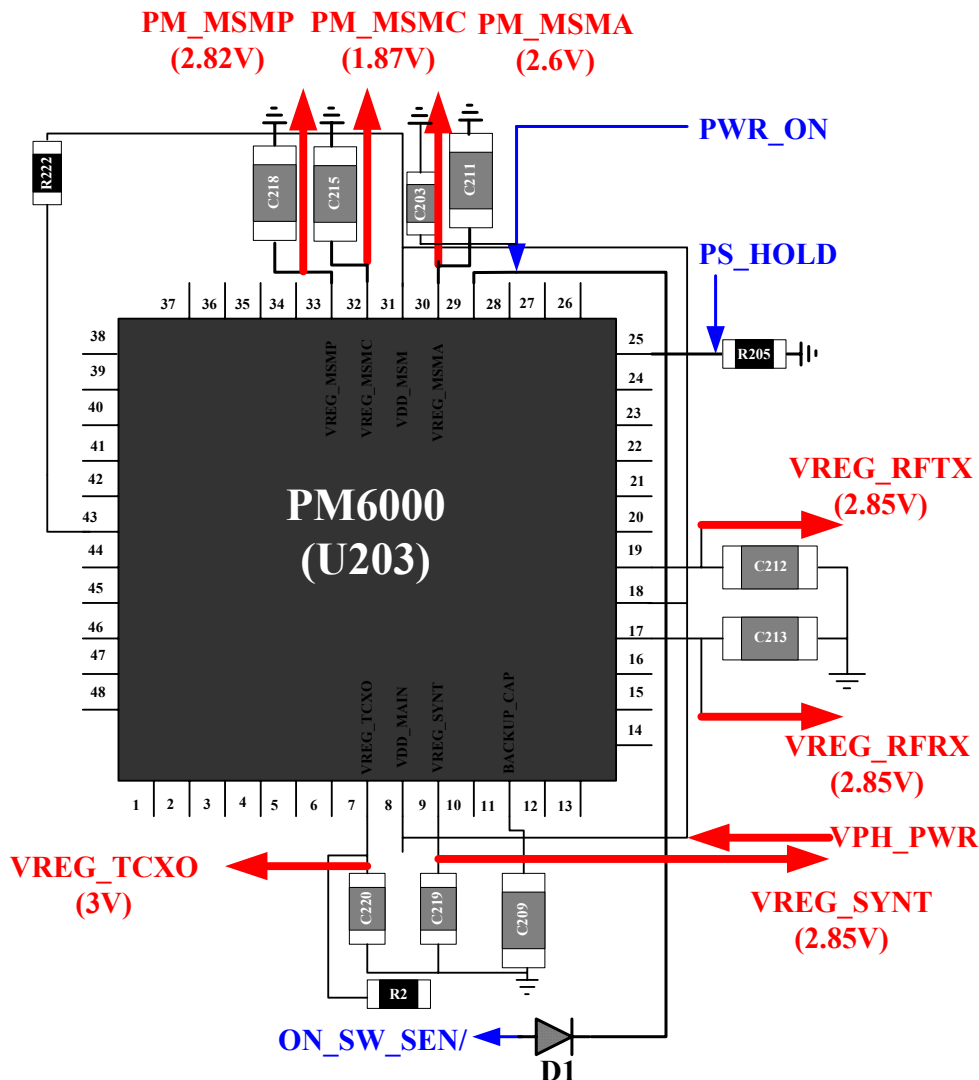 PM_MSMP PM_MSMC PM_MSMA
(2.82V) (1.87V) (2.6V)
PWR_ON
R222
C218
C215
C203
C211
PS_HOLD
37 36 35 34 33 32 31 30 29 28 27 26
VREG_MSMP
VREG_MSMC
VDD_MSM
VREG_MSMA
38
39
40
41
42
43
44
45
46
47
48
25
24
23
22
21
20
19
18
17
16
15
14
R205
PM6000
(U203)
VREG_RFTX
(2.85V)
C212
C213
VREG_RFRX
(2.85V)
VREG_TCXO
VDD_MAIN
VREG_SYNT
BACKUP_CAP
1 2 3 4 5 6 7 8 9 10 11 12 13
VPH_PWR
VREG_TCXO
(3V)
C220
C219
C209
VREG_SYNT
(2.85V)
R2
ON_SW_SEN/
D1